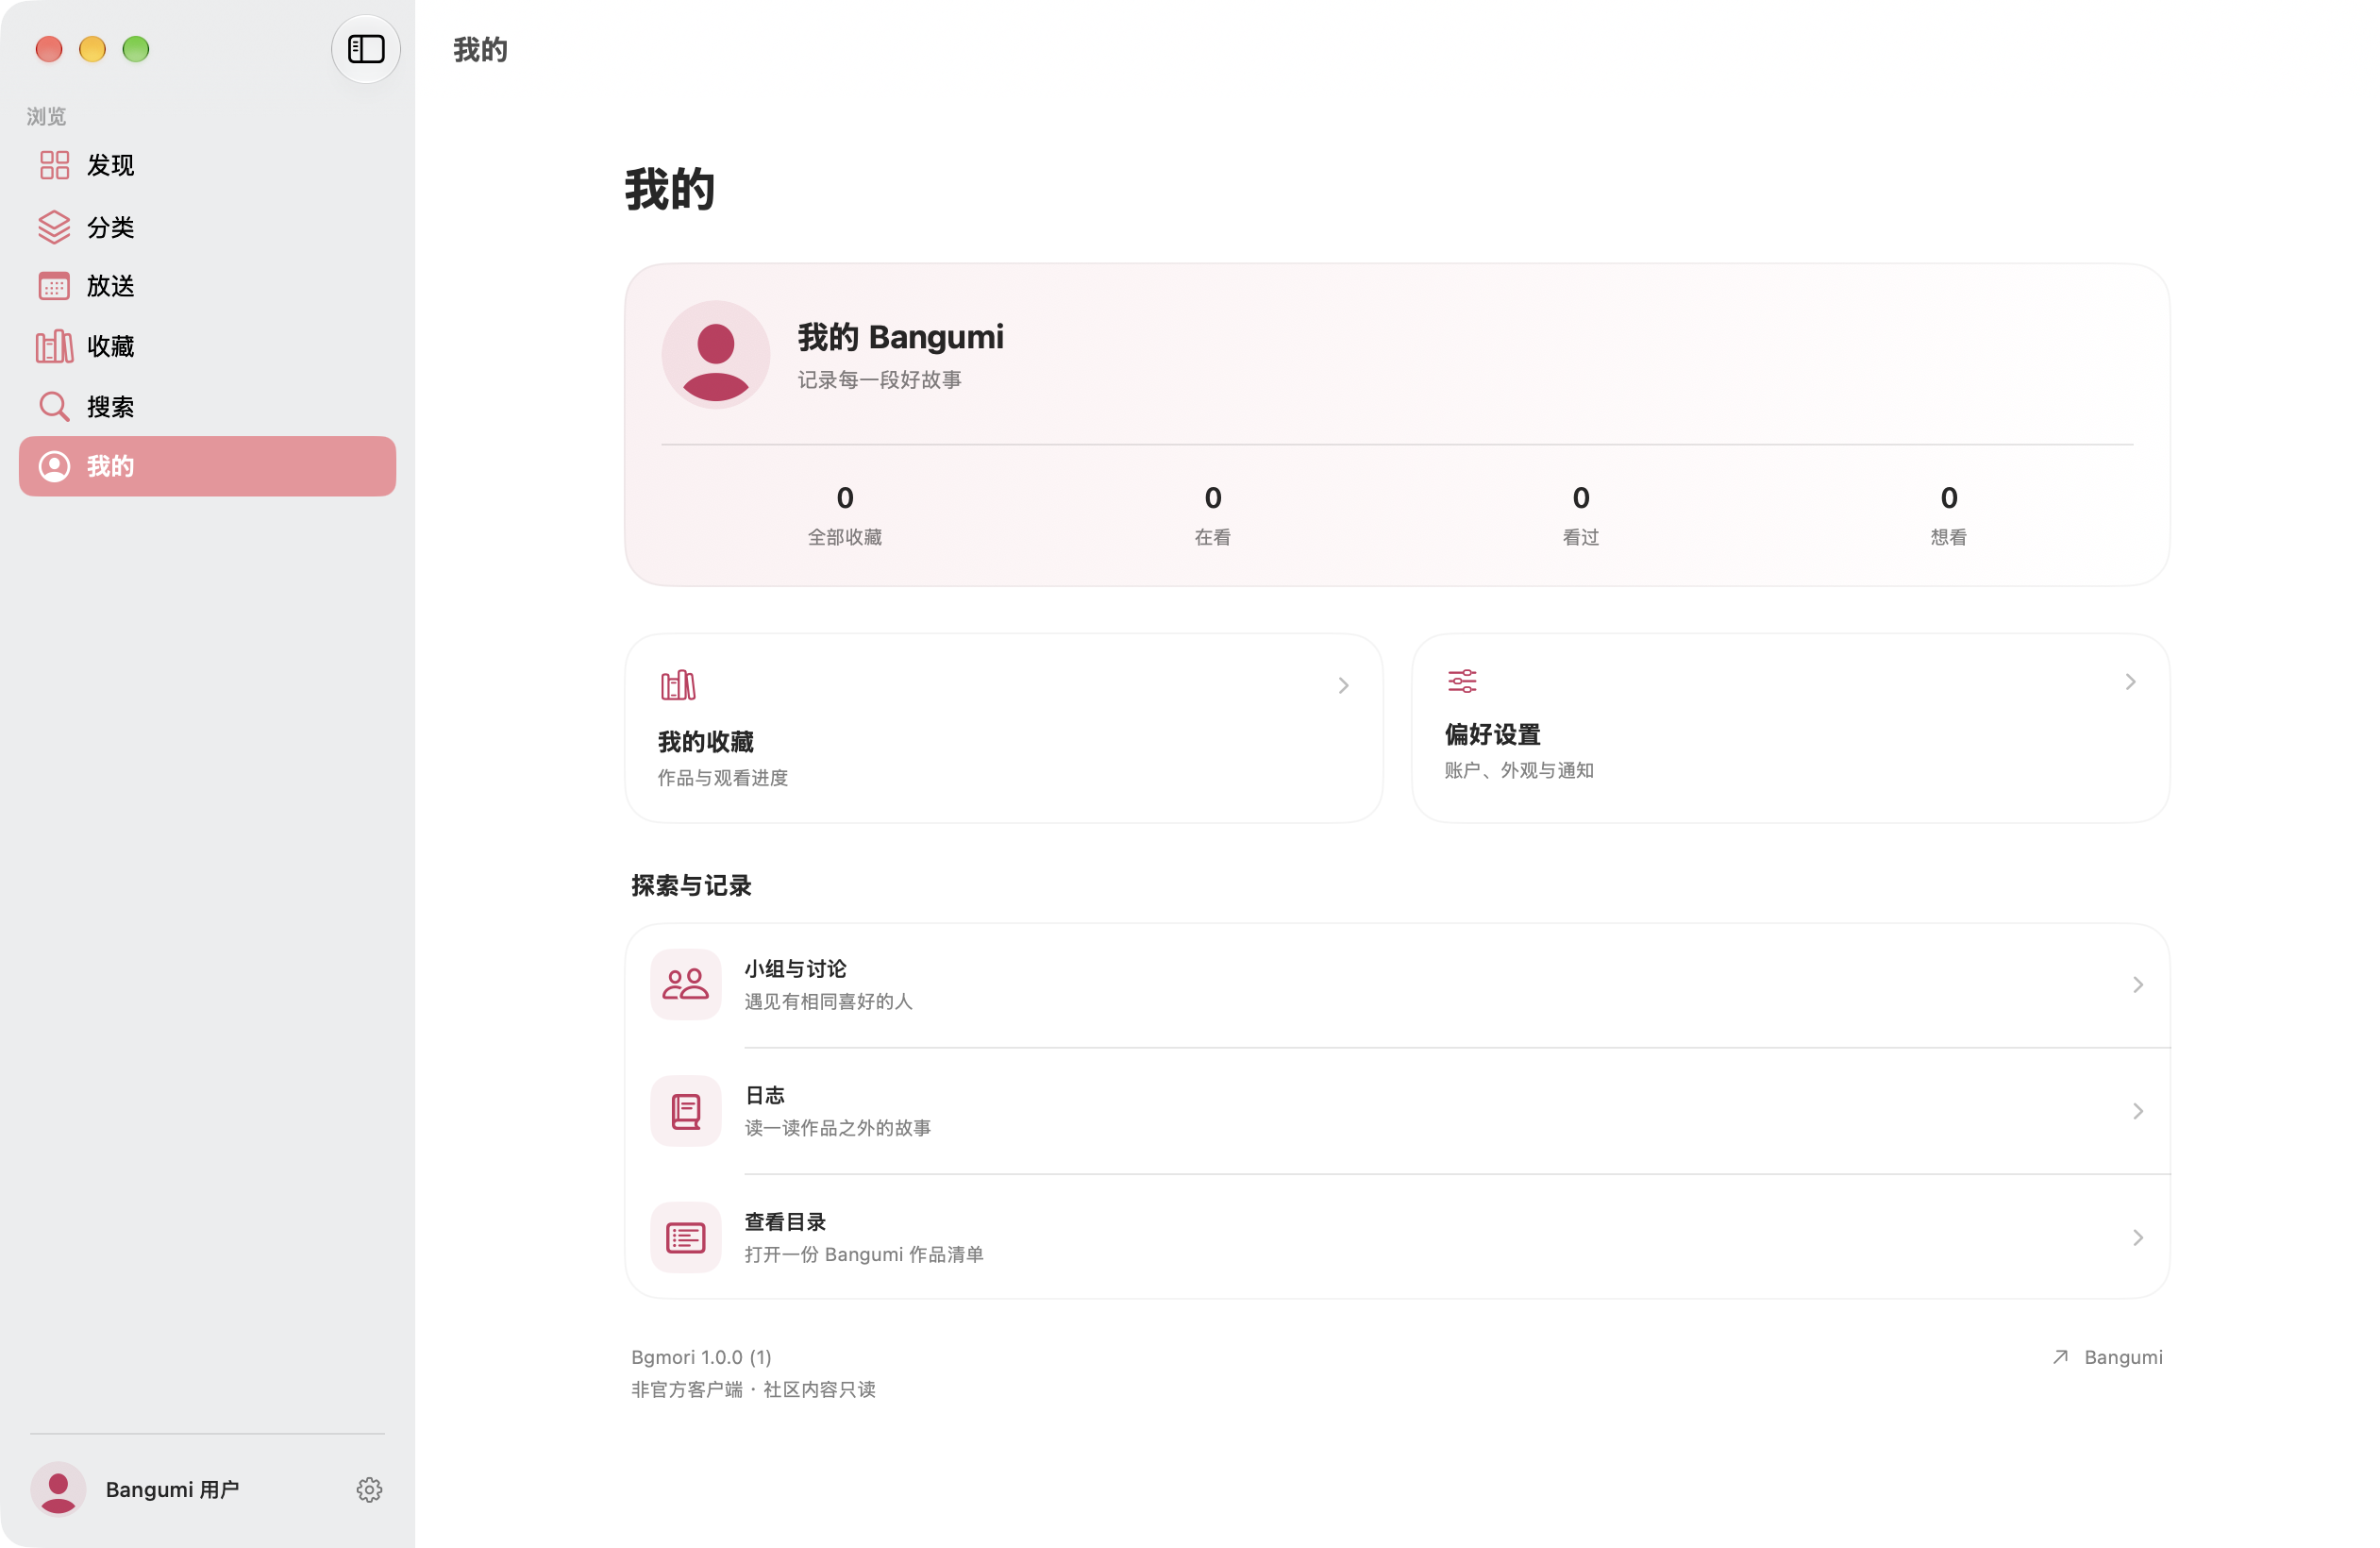 浏览
发现
分类
放送
收藏
搜索
我的
Bangumi 用户
我的
我的
我的 Bangumi
记录每一段好故事
0
全部收藏
0
在看
0
看过
0
想看
我的收藏
作品与观看进度
偏好设置
账户、外观与通知
探索与记录
小组与讨论
遇见有相同喜好的人
日志
读一读作品之外的故事
查看目录
打开一份 Bangumi 作品清单
Bgmori 1.0.0 (1)
非官方客户端 · 社区内容只读
Bangumi